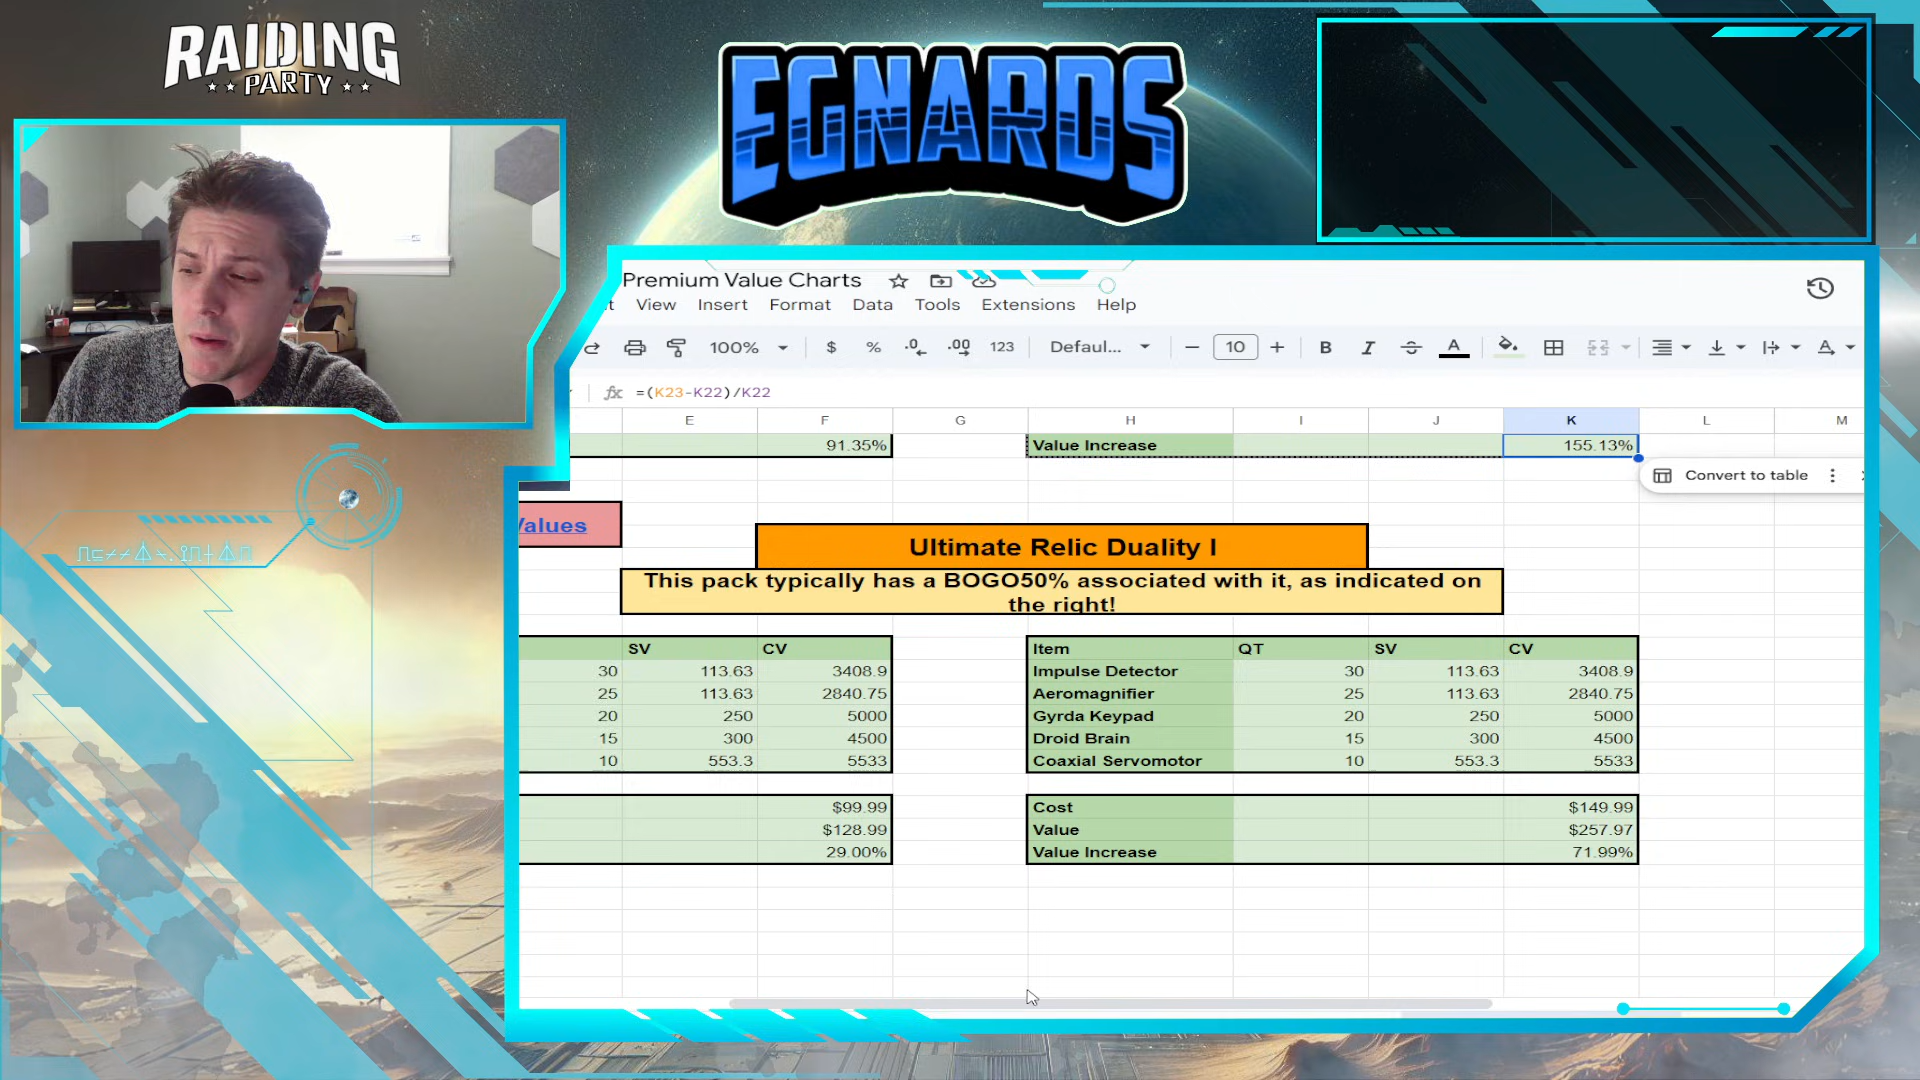 RAIDING
PARTY
EGNARDS
Premium Value Charts
View Insert Format Data Tools Extensions Help
100% $ % .0 .00 123 Defaul... 10 B I A
fx =(K23-K22)/K22
E F G H I J K L M
91.35% Value Increase 155.13%
Convert to table
Values
Ultimate Relic Duality I
This pack typically has a BOGO50% associated with it, as indicated on
the right!
SV CV Item QT SV CV
30 113.63 3408.9 Impulse Detector 30 113.63 3408.9
25 113.63 2840.75 Aeromagnifier 25 113.63 2840.75
20 250 5000 Gyrda Keypad 20 250 5000
15 300 4500 Droid Brain 15 300 4500
10 553.3 5533 Coaxial Servomotor 10 553.3 5533
$99.99 Cost $149.99
$128.99 Value $257.97
29.00% Value Increase 71.99%